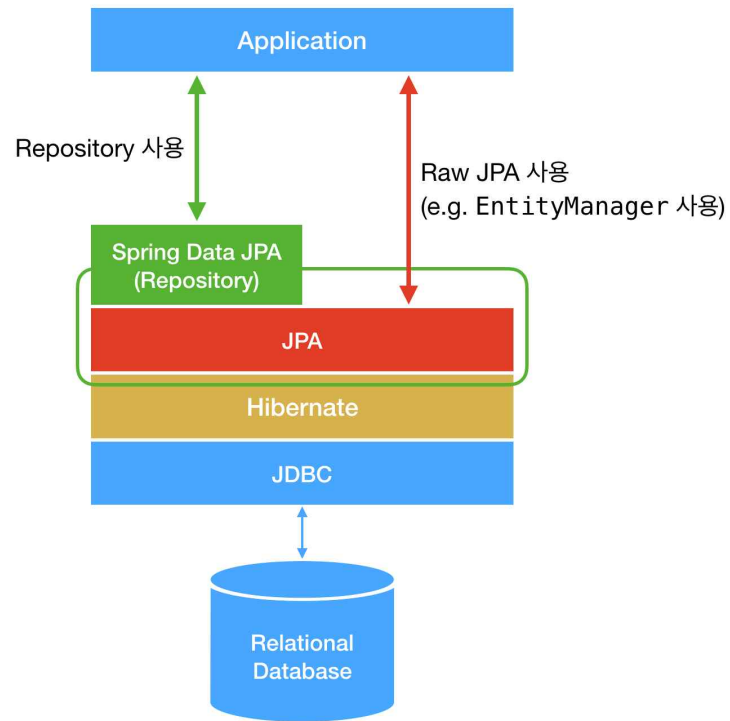 Application
Repository 사용
Raw JPA 사용
(e.g. EntityManager 사용)
Spring Data JPA
(Repository)
JPA
Hibernate
JDBC
Relational
Database